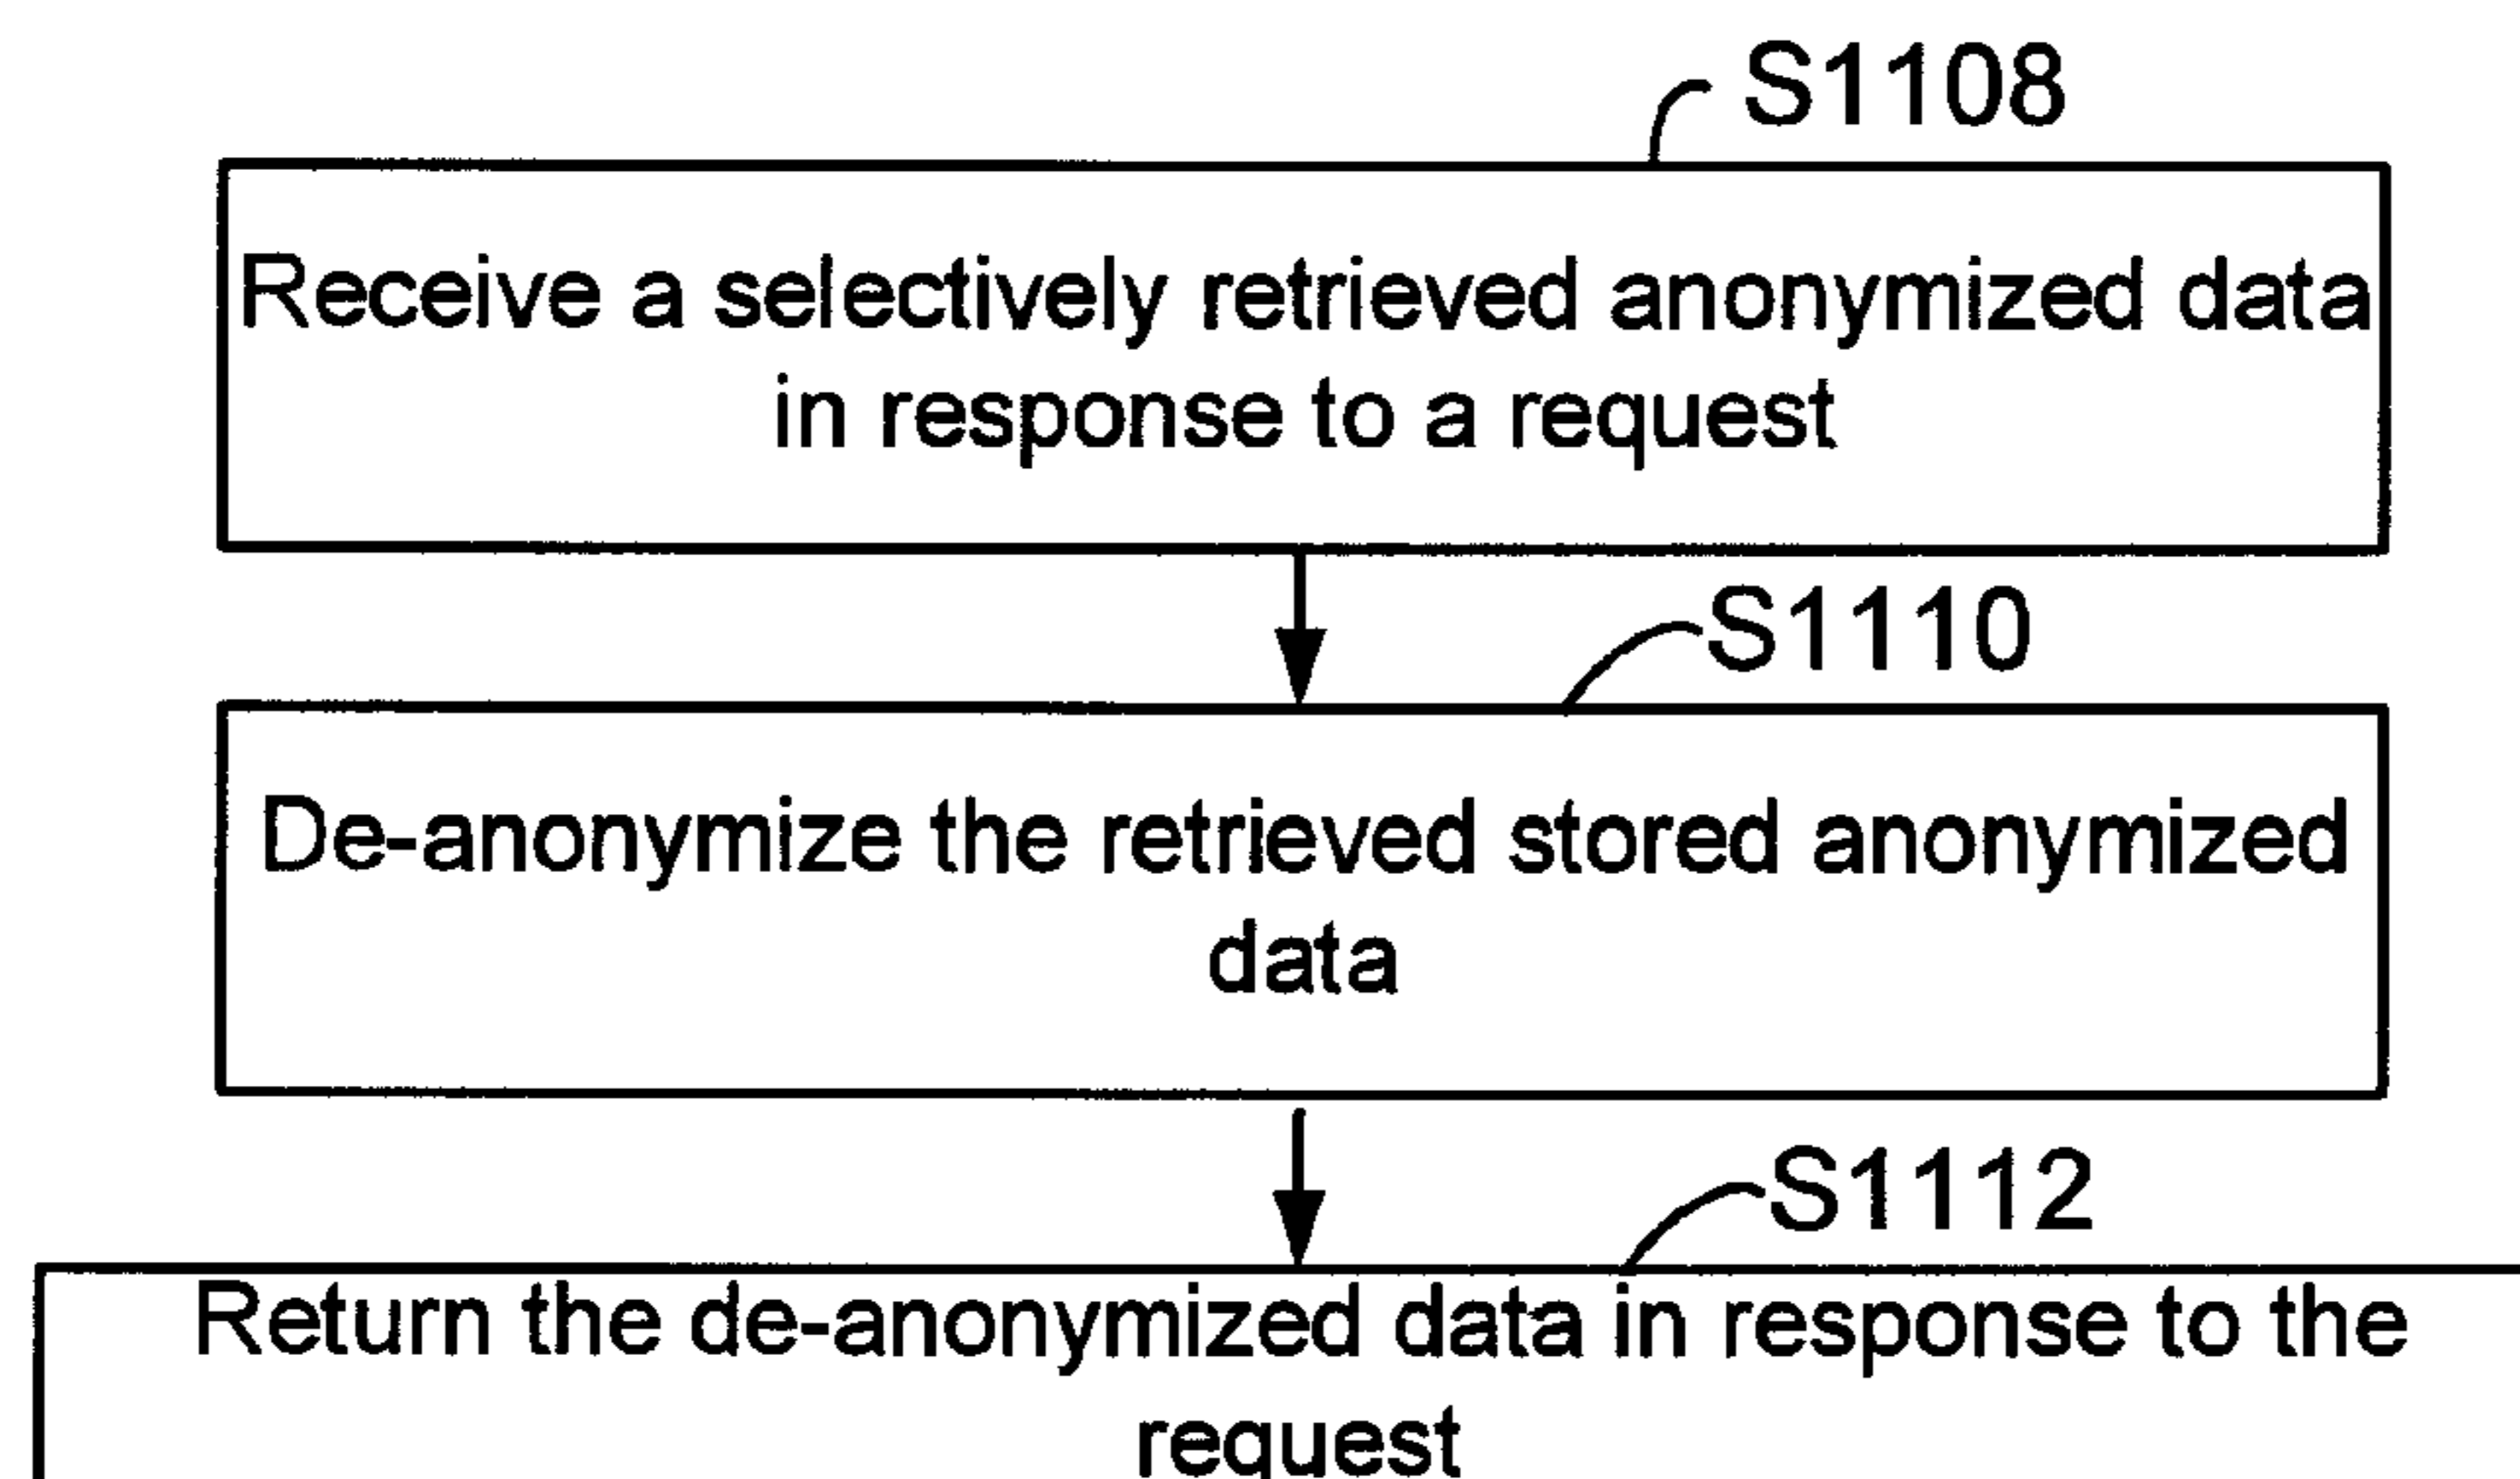 S1108
Receive a selectively retrieved anonymized data
in response to a request
S1110
De-anonymize the retrieved stored anonymized
data
S1112
Return the de-anonymized data in response to the
request